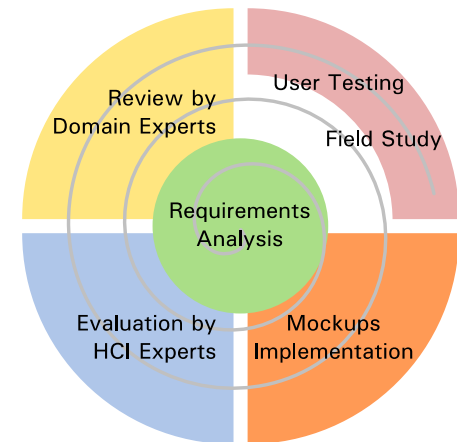 User Testing
Field Study
Review by
Domain Experts
Requirements
Analysis
Evaluation by
HCI Experts
Mockups
Implementation